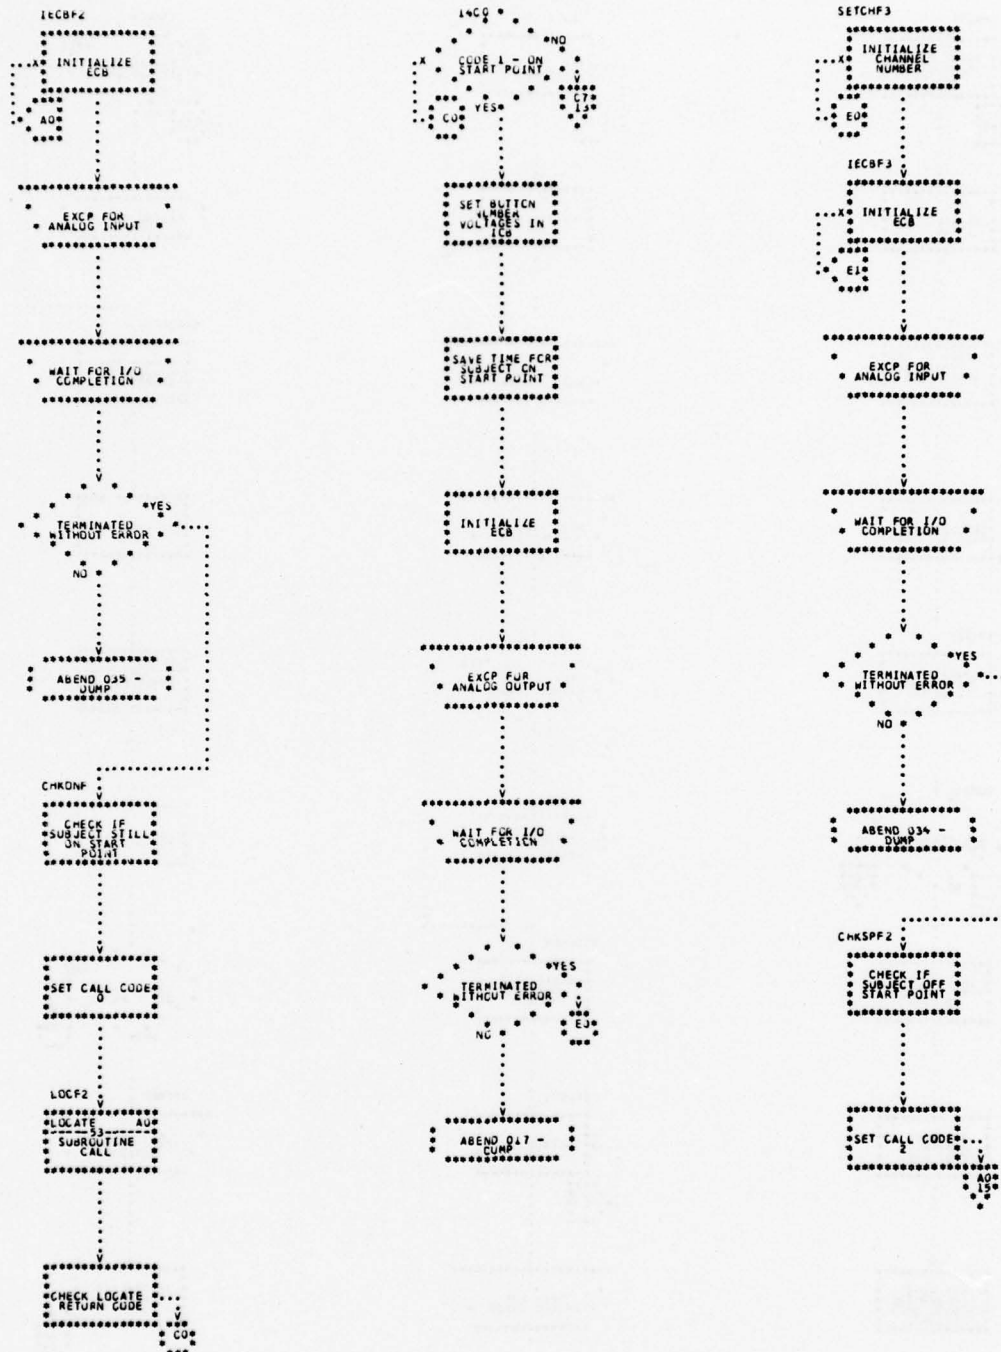 IECBF2
INITIALIZE
ECB
A0
EXCP FOR
ANALOG INPUT
WAIT FOR I/O
COMPLETION
YES
TERMINATED
WITHOUT ERROR
NO
ABEND 035 -
DUMP
CHKONF
CHECK IF
SUBJECT STILL
ON START
POINT
SET CALL CODE
0
LOCF2
LOCATE A0
-----53-----
SUBROUTINE
CALL
CHECK LOCATE
RETURN CODE
C0
14C0
NO
CODE 1 - ON
START POINT
YES
C0
C7
13
SET BUTTON
NUMBER
VOLTAGES IN
ICB
SAVE TIME FOR
SUBJECT ON
START POINT
INITIALIZE
ECB
EXCP FOR
ANALOG OUTPUT
WAIT FOR I/O
COMPLETION
YES
TERMINATED
WITHOUT ERROR
NO
E0
ABEND 017 -
DUMP
SETCHF3
INITIALIZE
CHANNEL
NUMBER
E0
IECBF3
INITIALIZE
ECB
E1
EXCP FOR
ANALOG INPUT
WAIT FOR I/O
COMPLETION
YES
TERMINATED
WITHOUT ERROR
NO
ABEND 034 -
DUMP
CHKSPF2
CHECK IF
SUBJECT OFF
START POINT
SET CALL CODE
2
A0
15